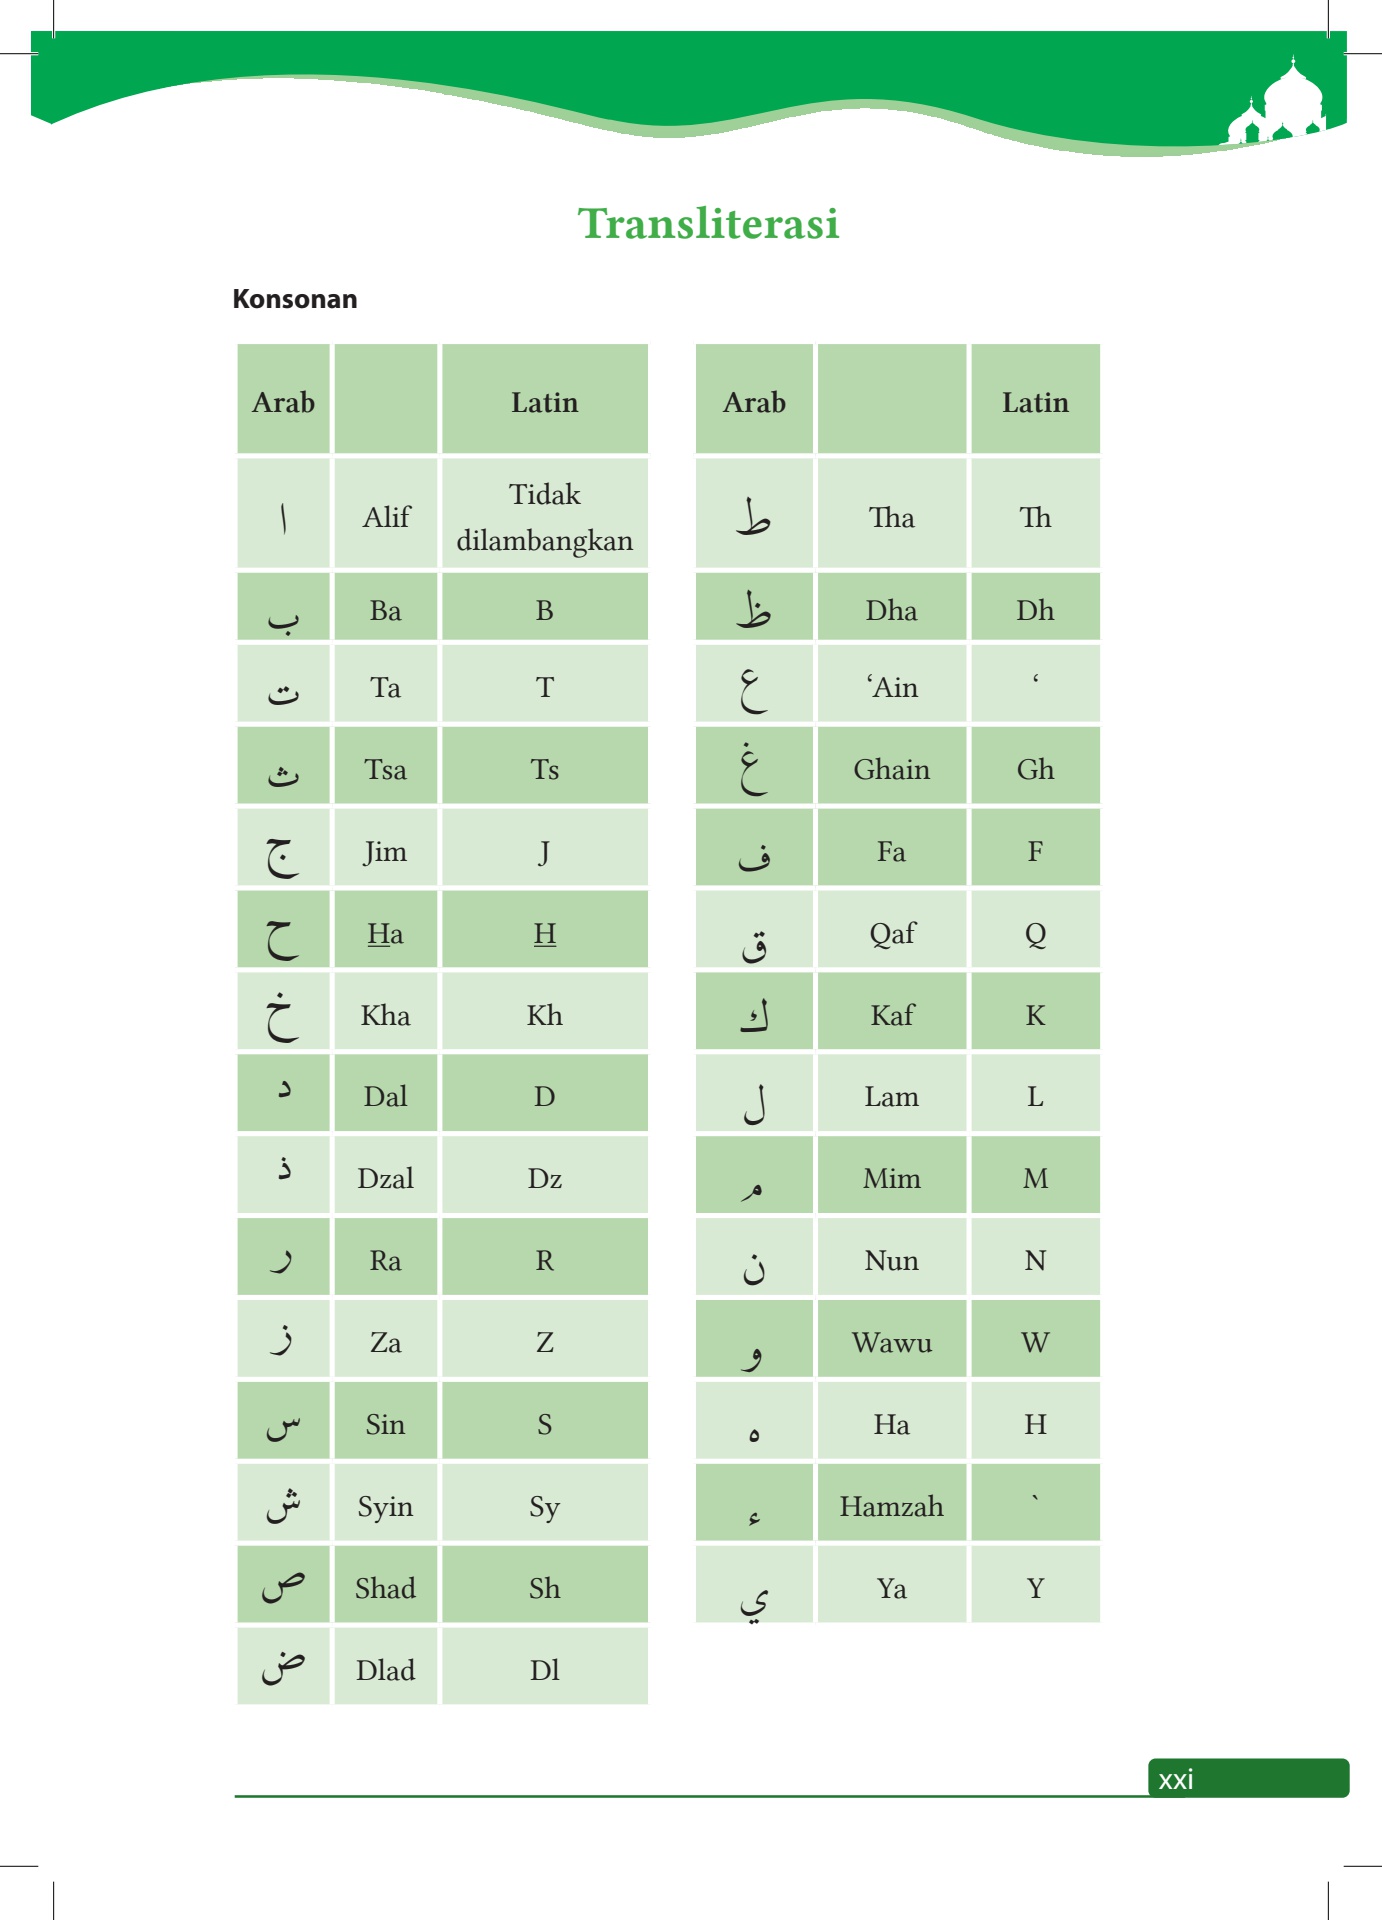 Transliterasi
Konsonan
Arab Latin
ا Alif Tidak
dilambangkan
ب Ba B
ت Ta T
ث Tsa Ts
ج Jim J
ح Ha H
خ Kha Kh
د Dal D
ذ Dzal Dz
ر Ra R
ز Za Z
س Sin S
ش Syin Sy
ص Shad Sh
ض Dlad Dl
Arab Latin
ط Tha Th
ظ Dha Dh
ع ‘Ain ‘
غ Ghain Gh
ف Fa F
ق Qaf Q
ك Kaf K
ل Lam L
م Mim M
ن Nun N
و Wawu W
ه Ha H
ء Hamzah `
ي Ya Y
xxi